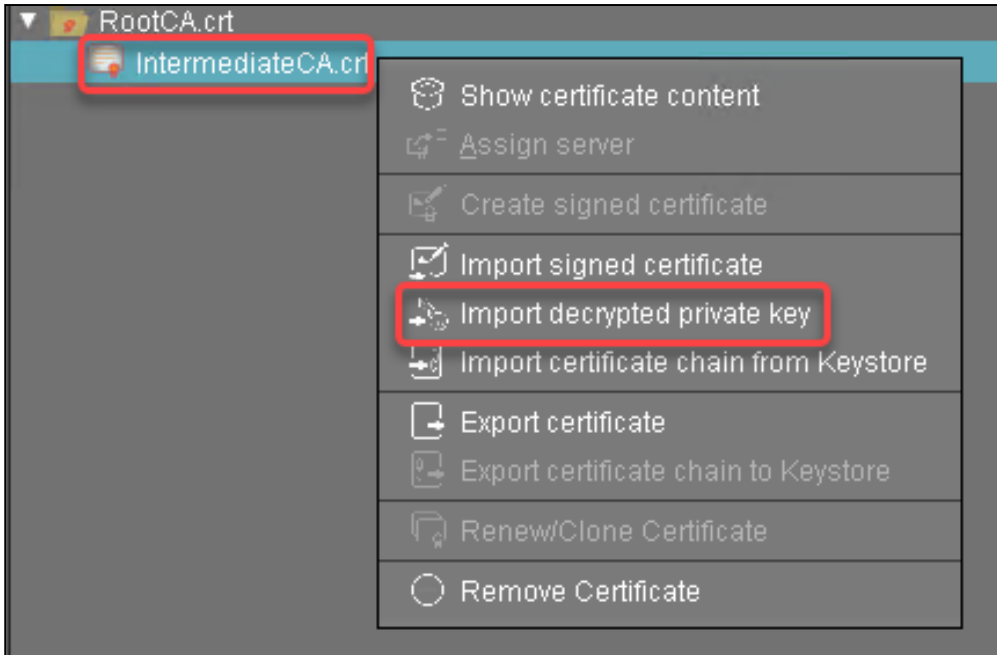 RootCA.crt
IntermediateCA.crt
Show certificate content
Assign server
Create signed certificate
Import signed certificate
Import decrypted private key
Import certificate chain from Keystore
Export certificate
Export certificate chain to Keystore
Renew/Clone Certificate
Remove Certificate